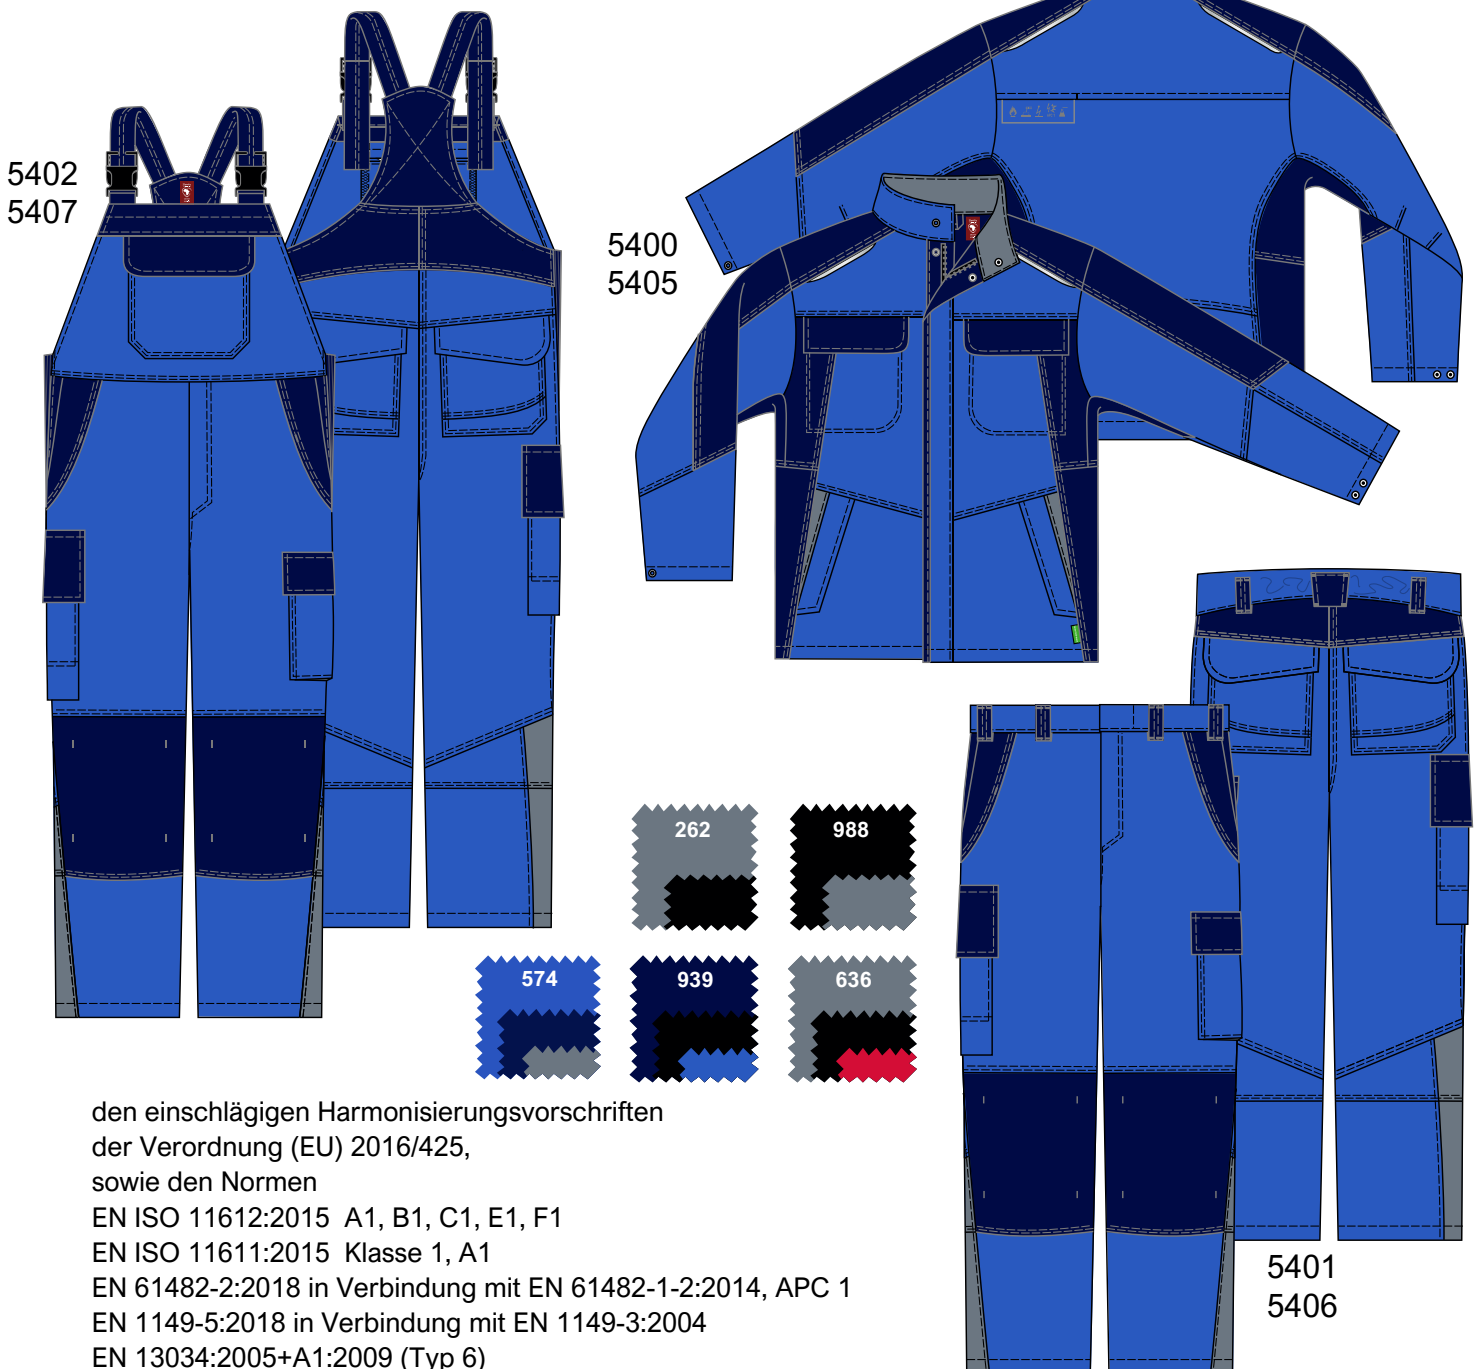 5402
5407
5400
5405
262
988
574
939
636
den einschlägigen Harmonisierungsvorschriften
der Verordnung (EU) 2016/425,
sowie den Normen
EN ISO 11612:2015 A1, B1, C1, E1, F1
EN ISO 11611:2015 Klasse 1, A1
EN 61482-2:2018 in Verbindung mit EN 61482-1-2:2014, APC 1
EN 1149-5:2018 in Verbindung mit EN 1149-3:2004
EN 13034:2005+A1:2009 (Typ 6)
5401
5406